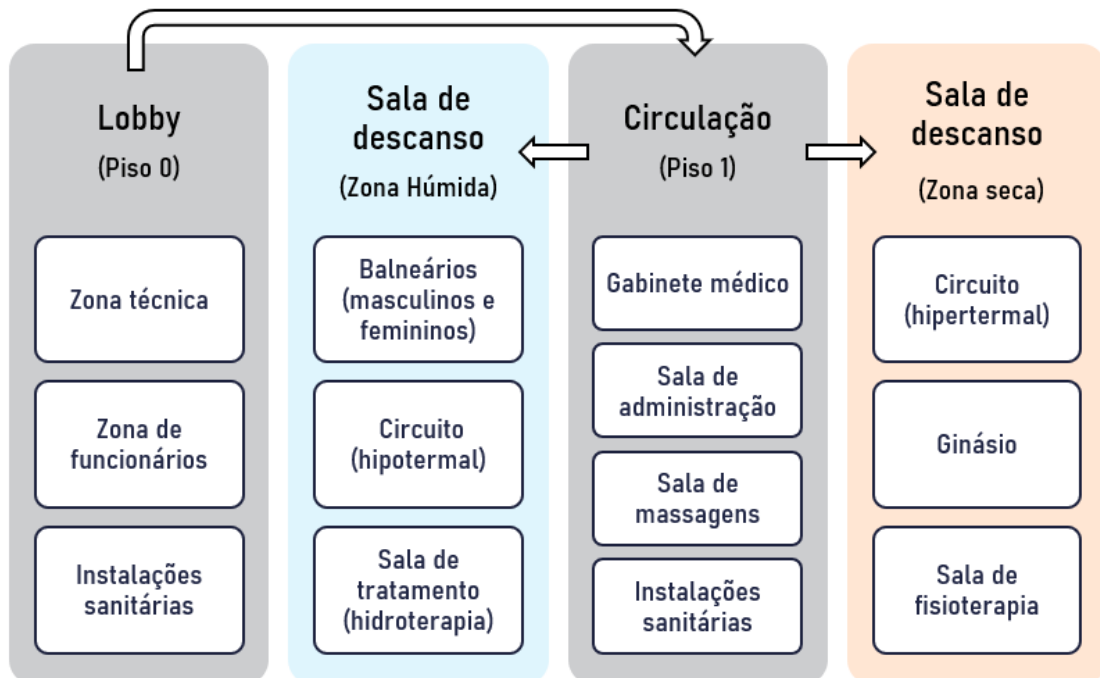 Lobby
(Piso 0)
Zona técnica
Zona de
funcionários
Instalações
sanitárias
Sala de
descanso
(Zona Húmida)
Balneários
(masculinos e
femininos)
Circuito
(hipotermal)
Sala de
tratamento
(hidroterapia)
Circulação
(Piso 1)
Gabinete médico
Sala de
administração
Sala de
massagens
Instalações
sanitárias
Sala de
descanso
(Zona seca)
Circuito
(hipertermal)
Ginásio
Sala de
fisioterapia